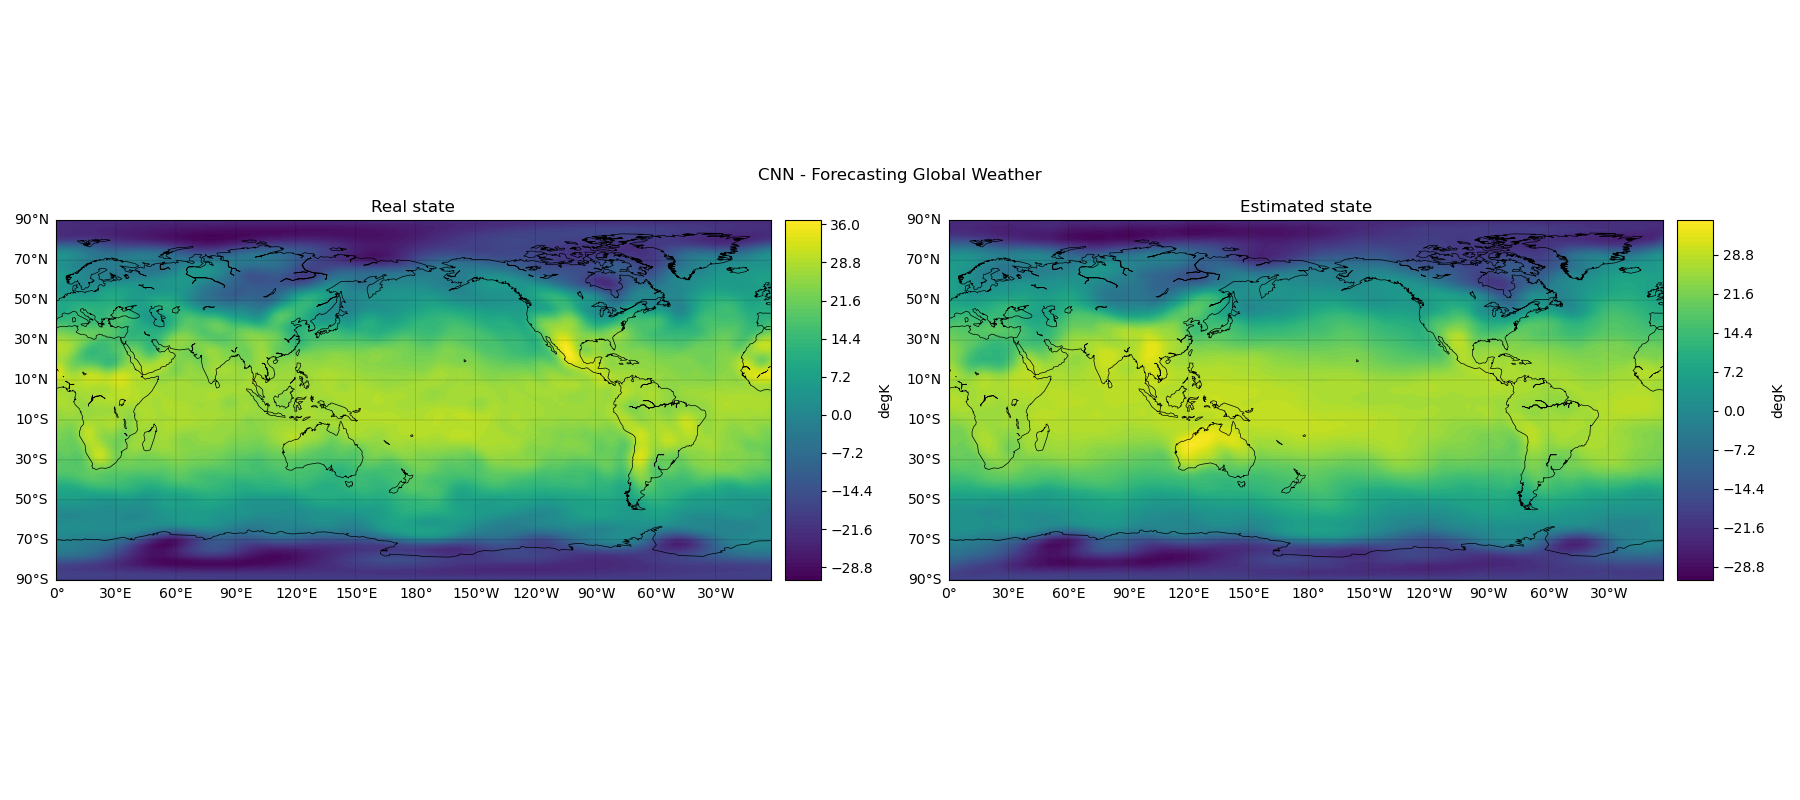 CNN - Forecasting Global Weather
Real state
90°N
70°N
50°N
30°N
10°N
10°S
30°S
50°S
70°S
90°S
0° 30°E 60°E 90°E 120°E 150°E 180° 150°W 120°W 90°W 60°W 30°W
36.0
28.8
21.6
14.4
7.2
0.0
−7.2
−14.4
−21.6
−28.8
degK
Estimated state
90°N
70°N
50°N
30°N
10°N
10°S
30°S
50°S
70°S
90°S
0° 30°E 60°E 90°E 120°E 150°E 180° 150°W 120°W 90°W 60°W 30°W
28.8
21.6
14.4
7.2
0.0
−7.2
−14.4
−21.6
−28.8
degK